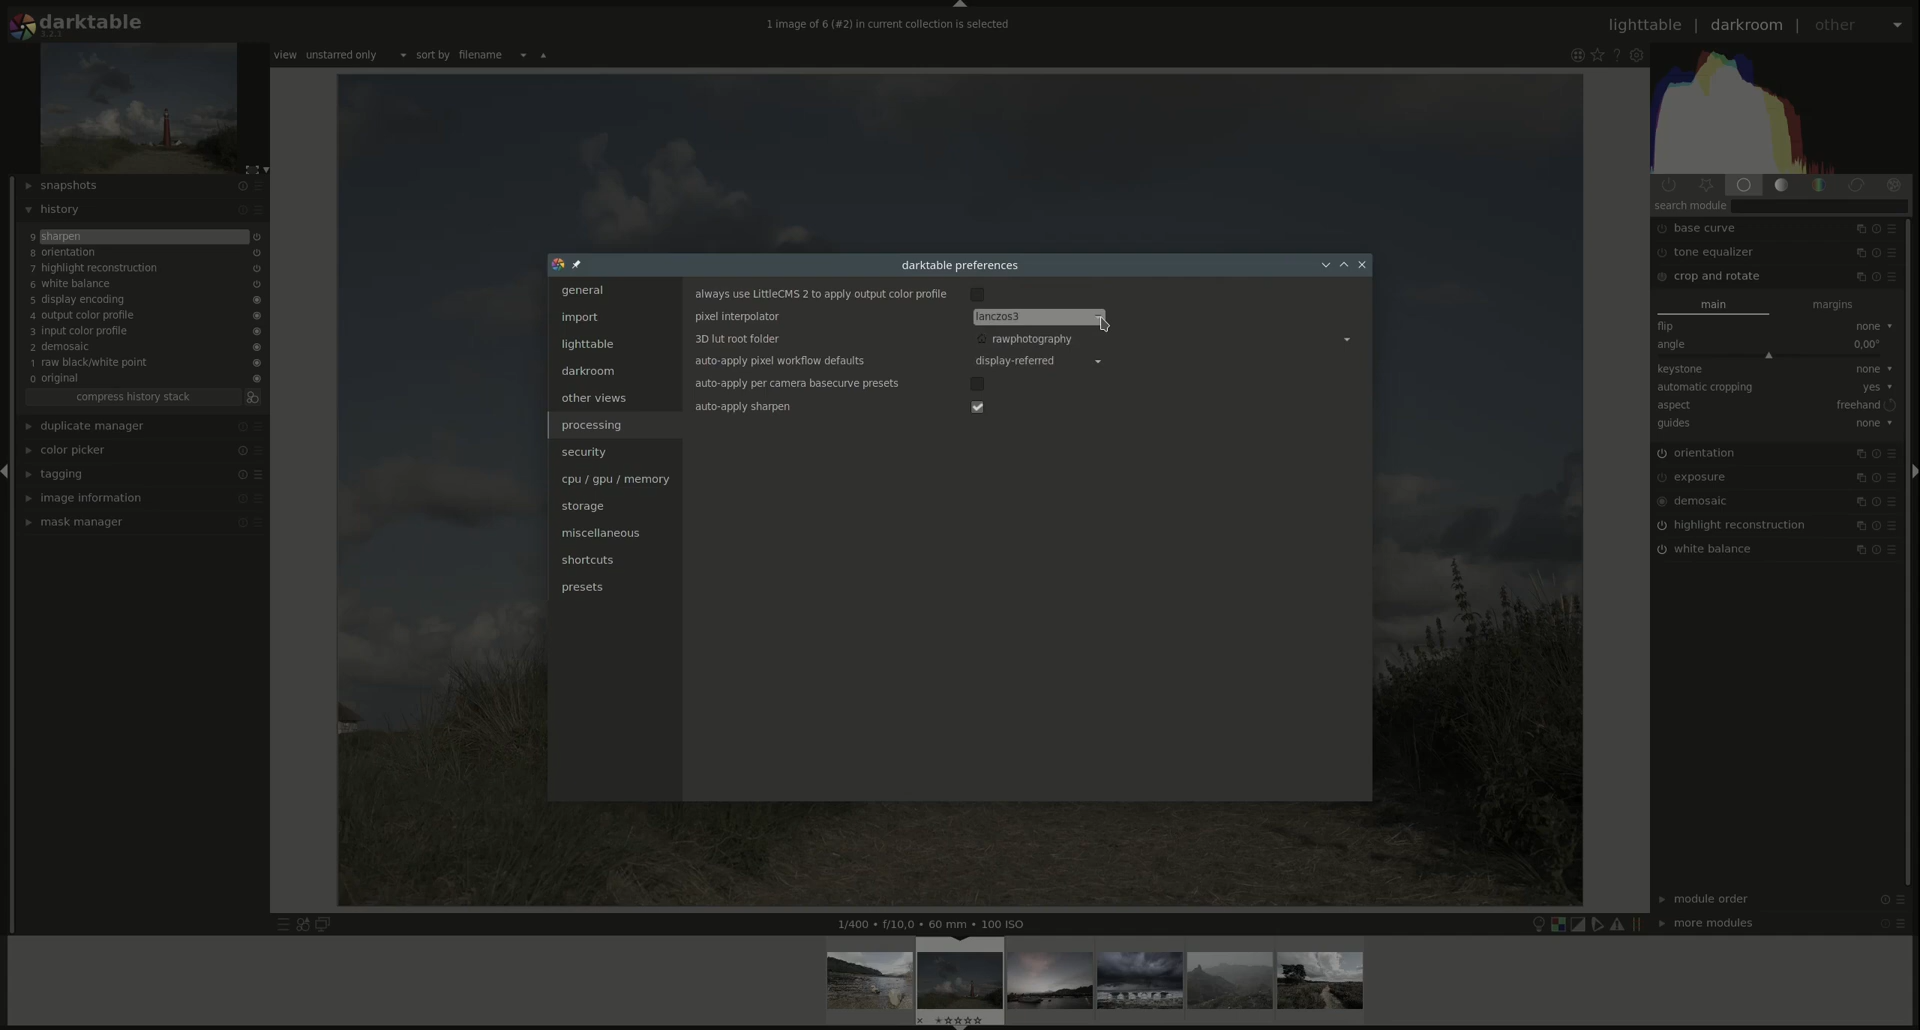 darktable
3.2.1
1 image of 6 (#2) in current collection is selected
lighttable | darkroom | other
view unstarred only sort by filename
snapshots
history
9 sharpen
8 orientation
7 highlight reconstruction
6 white balance
5 display encoding
4 output color profile
3 input color profile
2 demosaic
1 raw black/white point
0 original
compress history stack
duplicate manager
color picker
tagging
image information
mask manager
darktable preferences
general
import
lighttable
darkroom
other views
processing
security
cpu / gpu / memory
storage
miscellaneous
shortcuts
presets
always use LittleCMS 2 to apply output color profile
pixel interpolator lanczos3
3D lut root folder rawphotography
auto-apply pixel workflow defaults display-referred
auto-apply per camera basecurve presets
auto-apply sharpen
search module
base curve
tone equalizer
crop and rotate
main margins
flip none
angle 0,00°
keystone none
automatic cropping yes
aspect freehand
guides none
orientation
exposure
demosaic
highlight reconstruction
white balance
module order
more modules
1/400 • f/10,0 • 60 mm • 100 ISO